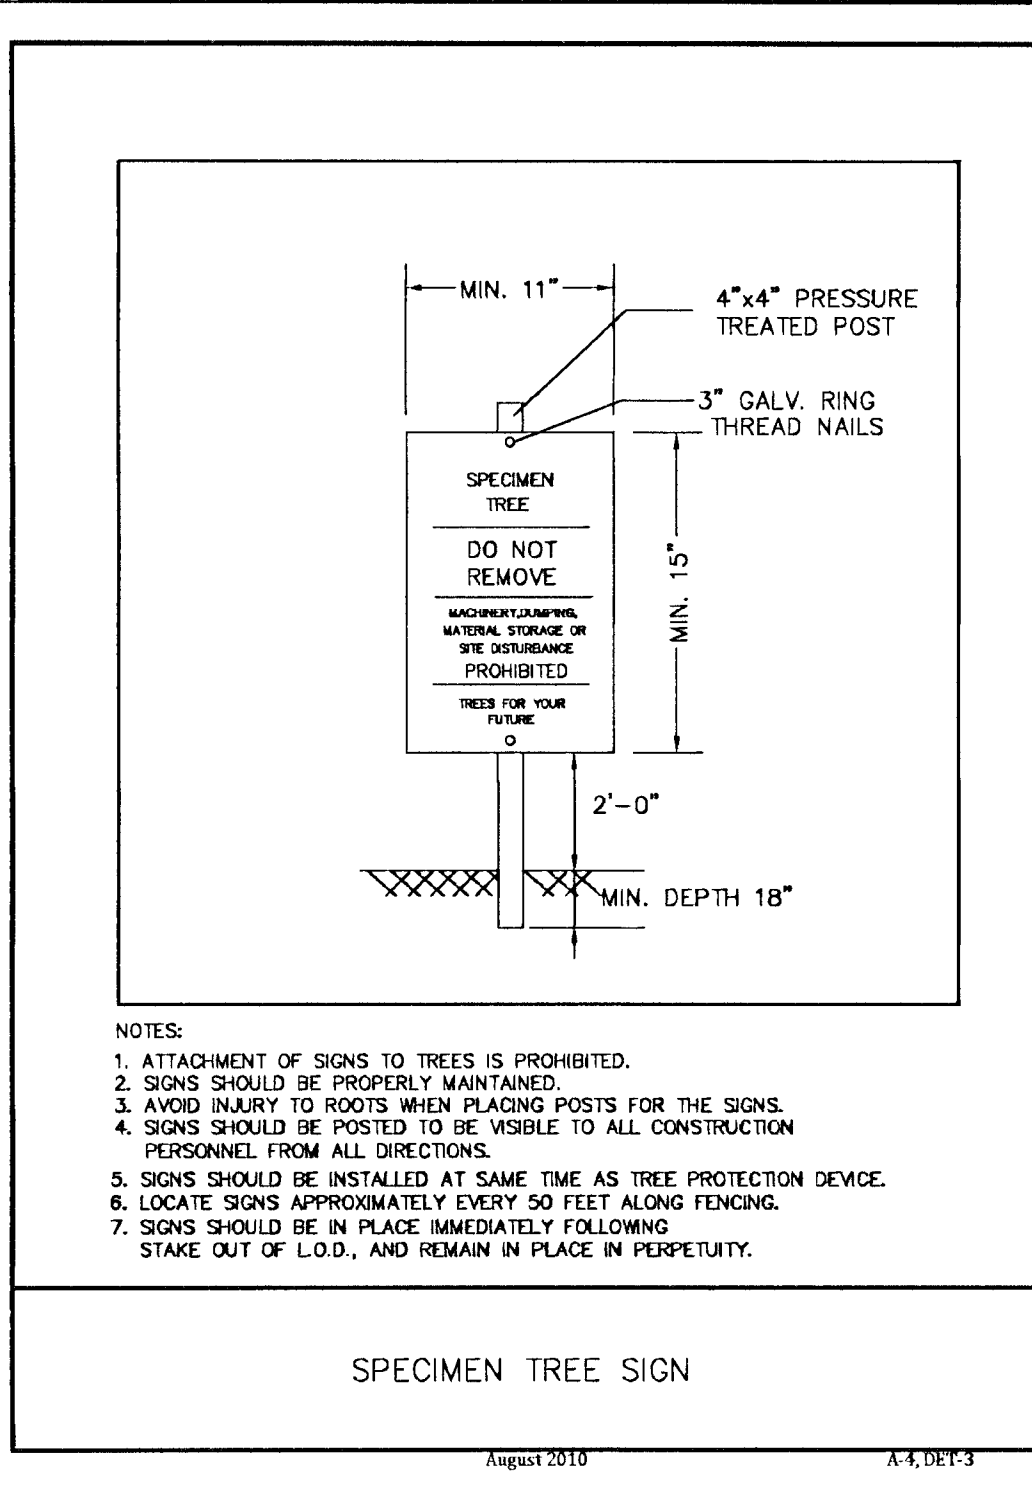 MIN. 11"
4"x4" PRESSURE
TREATED POST
3" GALV. RING
THREAD NAILS
SPECIMEN
TREE
DO NOT
REMOVE
MACHINERY,DUMPING,
MATERIAL STORAGE OR
SITE DISTURBANCE
PROHIBITED
TREES FOR YOUR
FUTURE
MIN. 15"
2'-0"
MIN. DEPTH 18"
NOTES:
1. ATTACHMENT OF SIGNS TO TREES IS PROHIBITED.
2. SIGNS SHOULD BE PROPERLY MAINTAINED.
3. AVOID INJURY TO ROOTS WHEN PLACING POSTS FOR THE SIGNS.
4. SIGNS SHOULD BE POSTED TO BE VISIBLE TO ALL CONSTRUCTION
PERSONNEL FROM ALL DIRECTIONS.
5. SIGNS SHOULD BE INSTALLED AT SAME TIME AS TREE PROTECTION DEVICE.
6. LOCATE SIGNS APPROXIMATELY EVERY 50 FEET ALONG FENCING.
7. SIGNS SHOULD BE IN PLACE IMMEDIATELY FOLLOWING
STAKE OUT OF L.O.D., AND REMAIN IN PLACE IN PERPETUITY.
SPECIMEN TREE SIGN
August 2010
A-4, DET-3